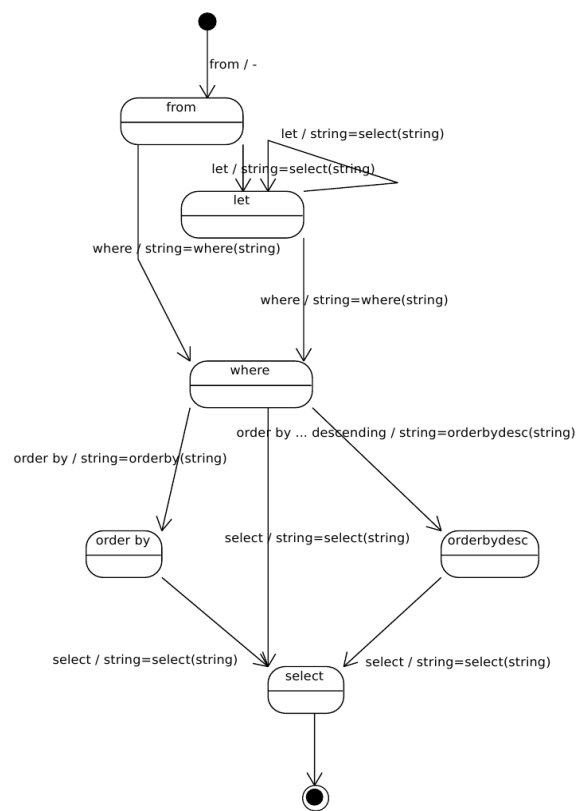 from / -
from
let / string=select(string)
let / string=select(string)
let
where / string=where(string)
where / string=where(string)
where
order by ... descending / string=orderbydesc(string)
order by / string=orderby(string)
select / string=select(string)
order by
orderbydesc
select / string=select(string)
select / string=select(string)
select